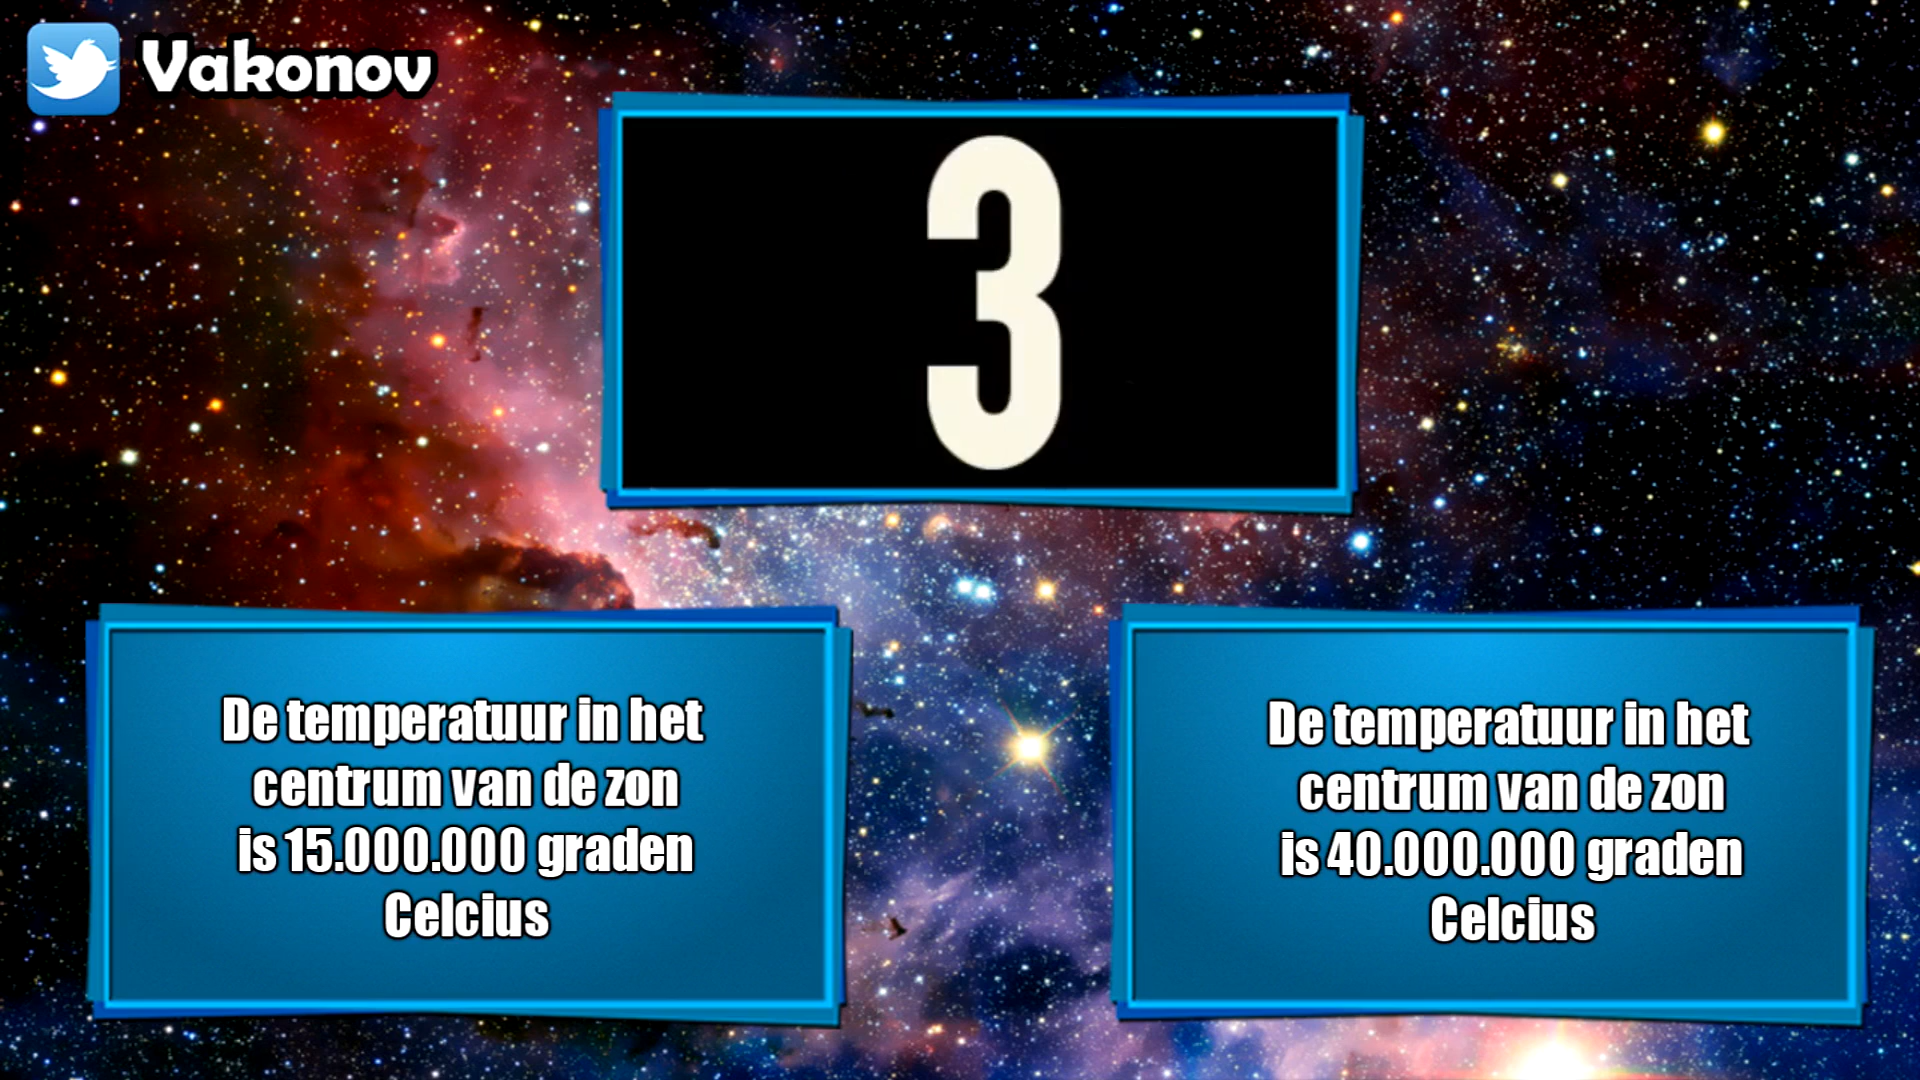 Vakonov
3
De temperatuur in het
centrum van de zon
is 15.000.000 graden
Celcius
De temperatuur in het
centrum van de zon
is 40.000.000 graden
Celcius